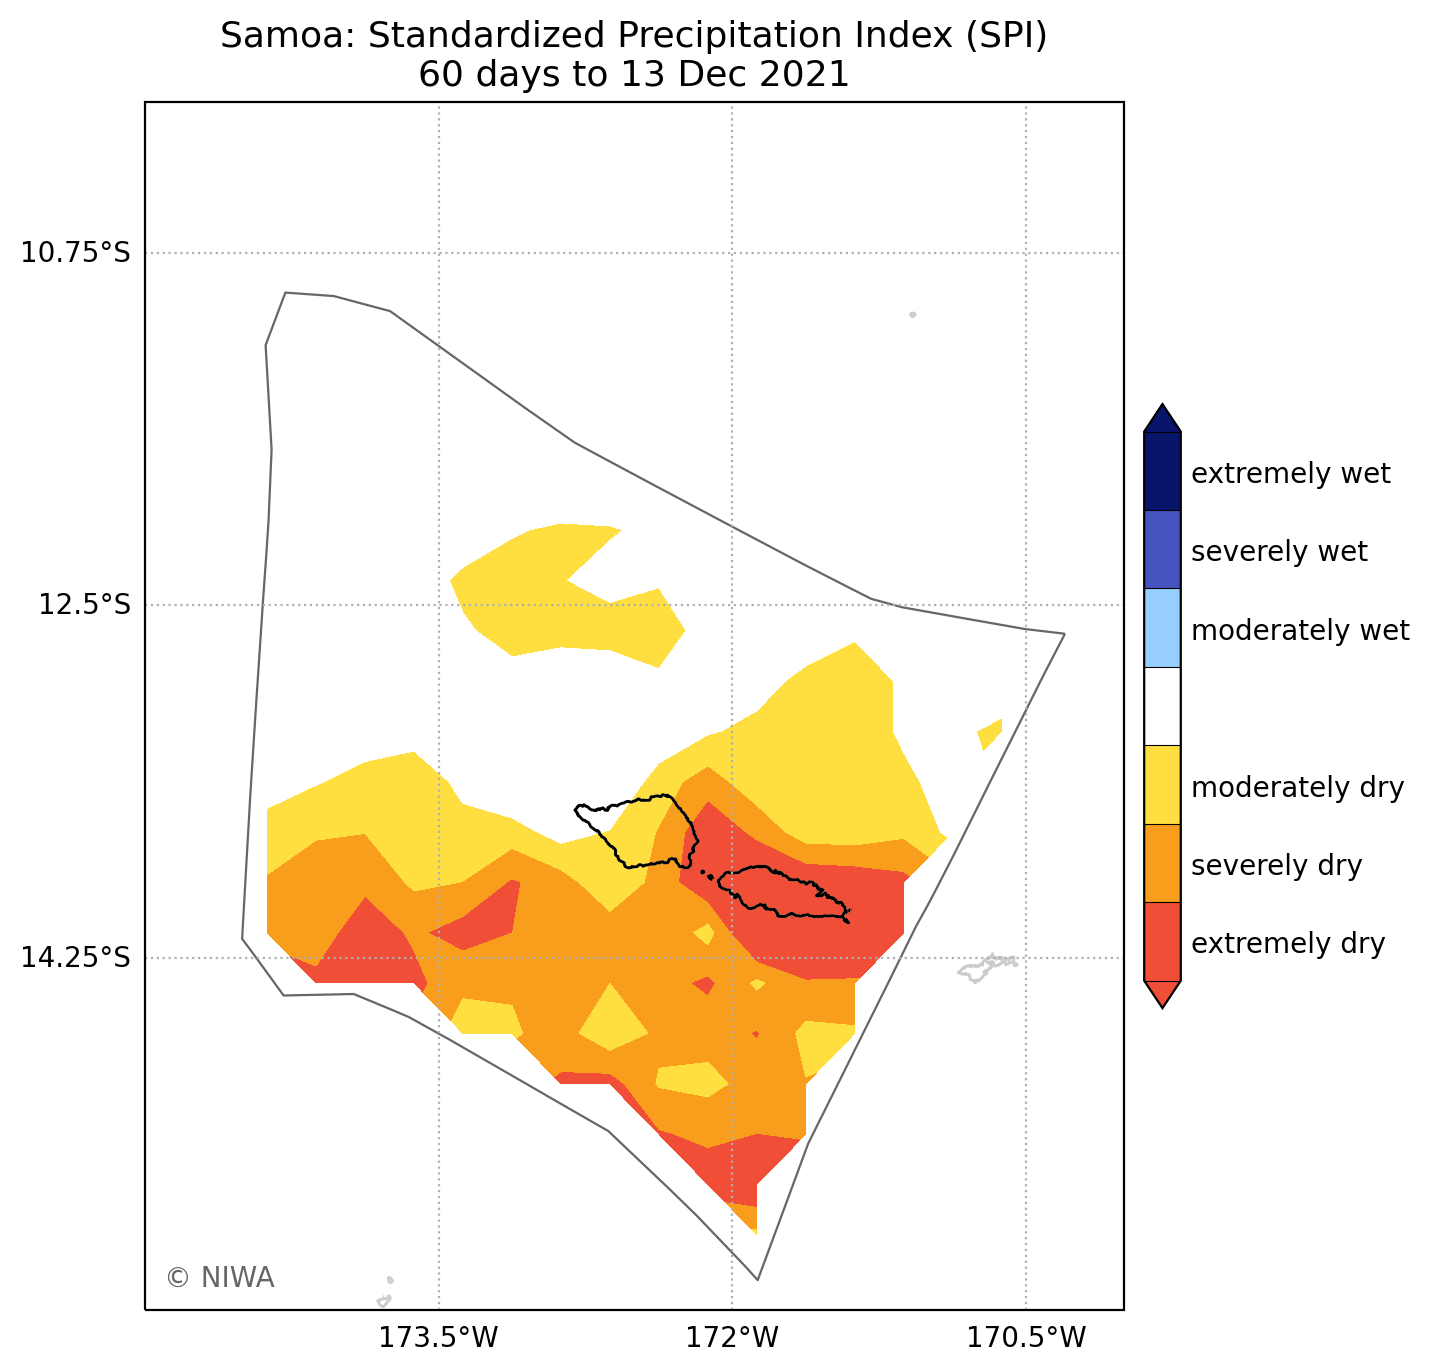 Samoa: Standardized Precipitation Index (SPI)
60 days to 13 Dec 2021
10.75°S
12.5°S
14.25°S
173.5°W
172°W
170.5°W
extremely wet
severely wet
moderately wet
moderately dry
severely dry
extremely dry
© NIWA